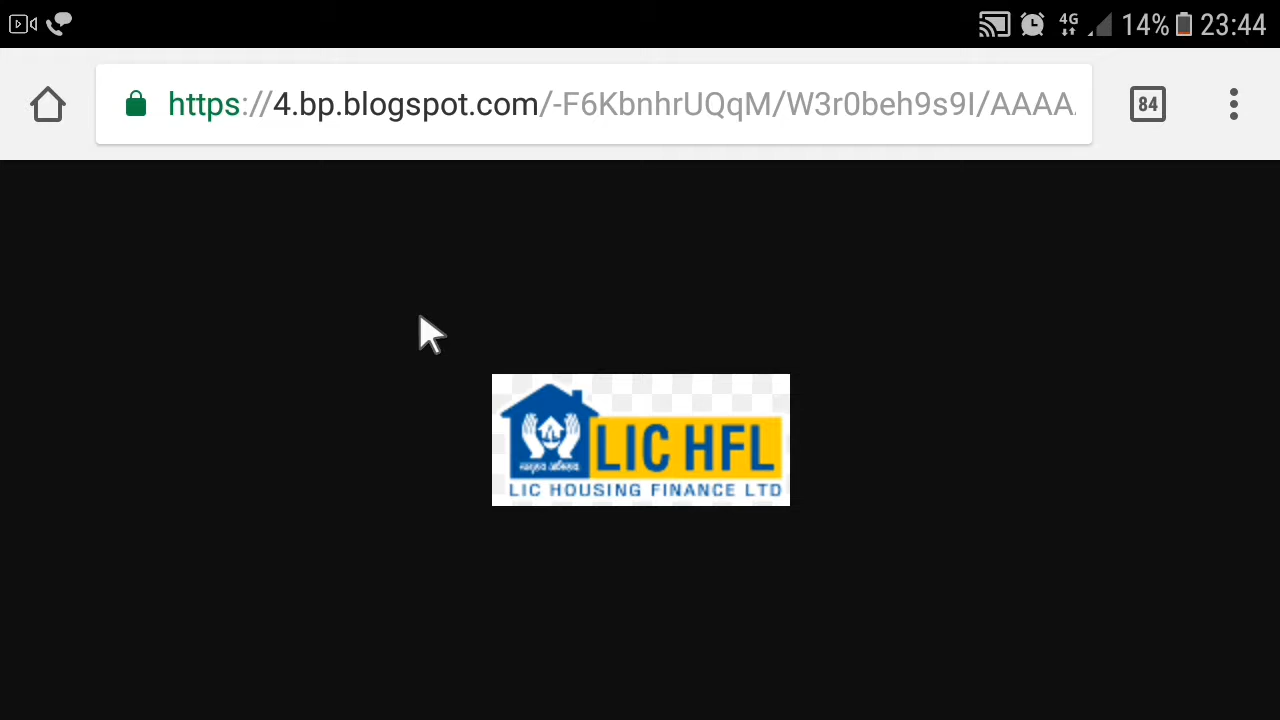 4G 14% 23:44
https://4.bp.blogspot.com/-F6KbnhrUQqM/W3r0beh9s9I/AAAA
84
LIC HFL
LIC HOUSING FINANCE LTD